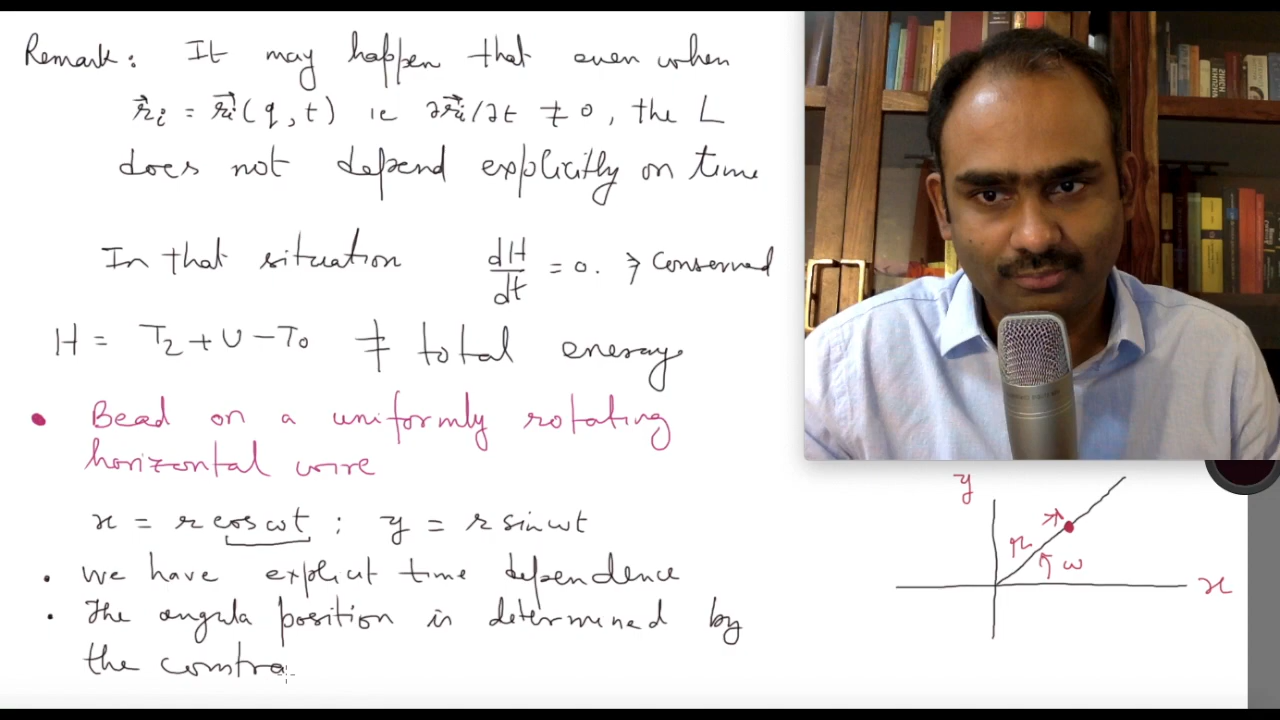 Remark: It may happen that even when
r⃗i = r⃗i(q, t) ie ∂r⃗i/∂t ≠ 0, the L
does not depend explicitly on time
In that situation dH/dt = 0. → Conserved
H = T2 + U - T0 ≠ total energy
• Bead on a uniformly rotating
horizontal wire
x = r cos ωt ; y = r sin ωt
• We have explicit time dependence
• The angula position is determined by
the constra
y
r
ω
x